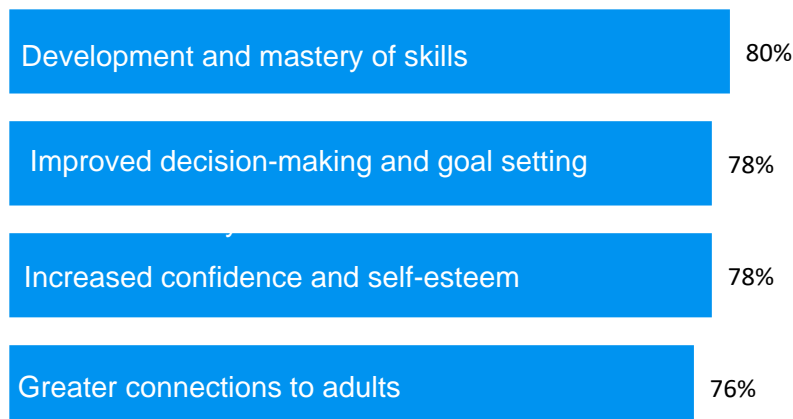 Development and mastery of skills 80%
Improved decision-making and goal setting 78%
Increased confidence and self-esteem 78%
Greater connections to adults 76%